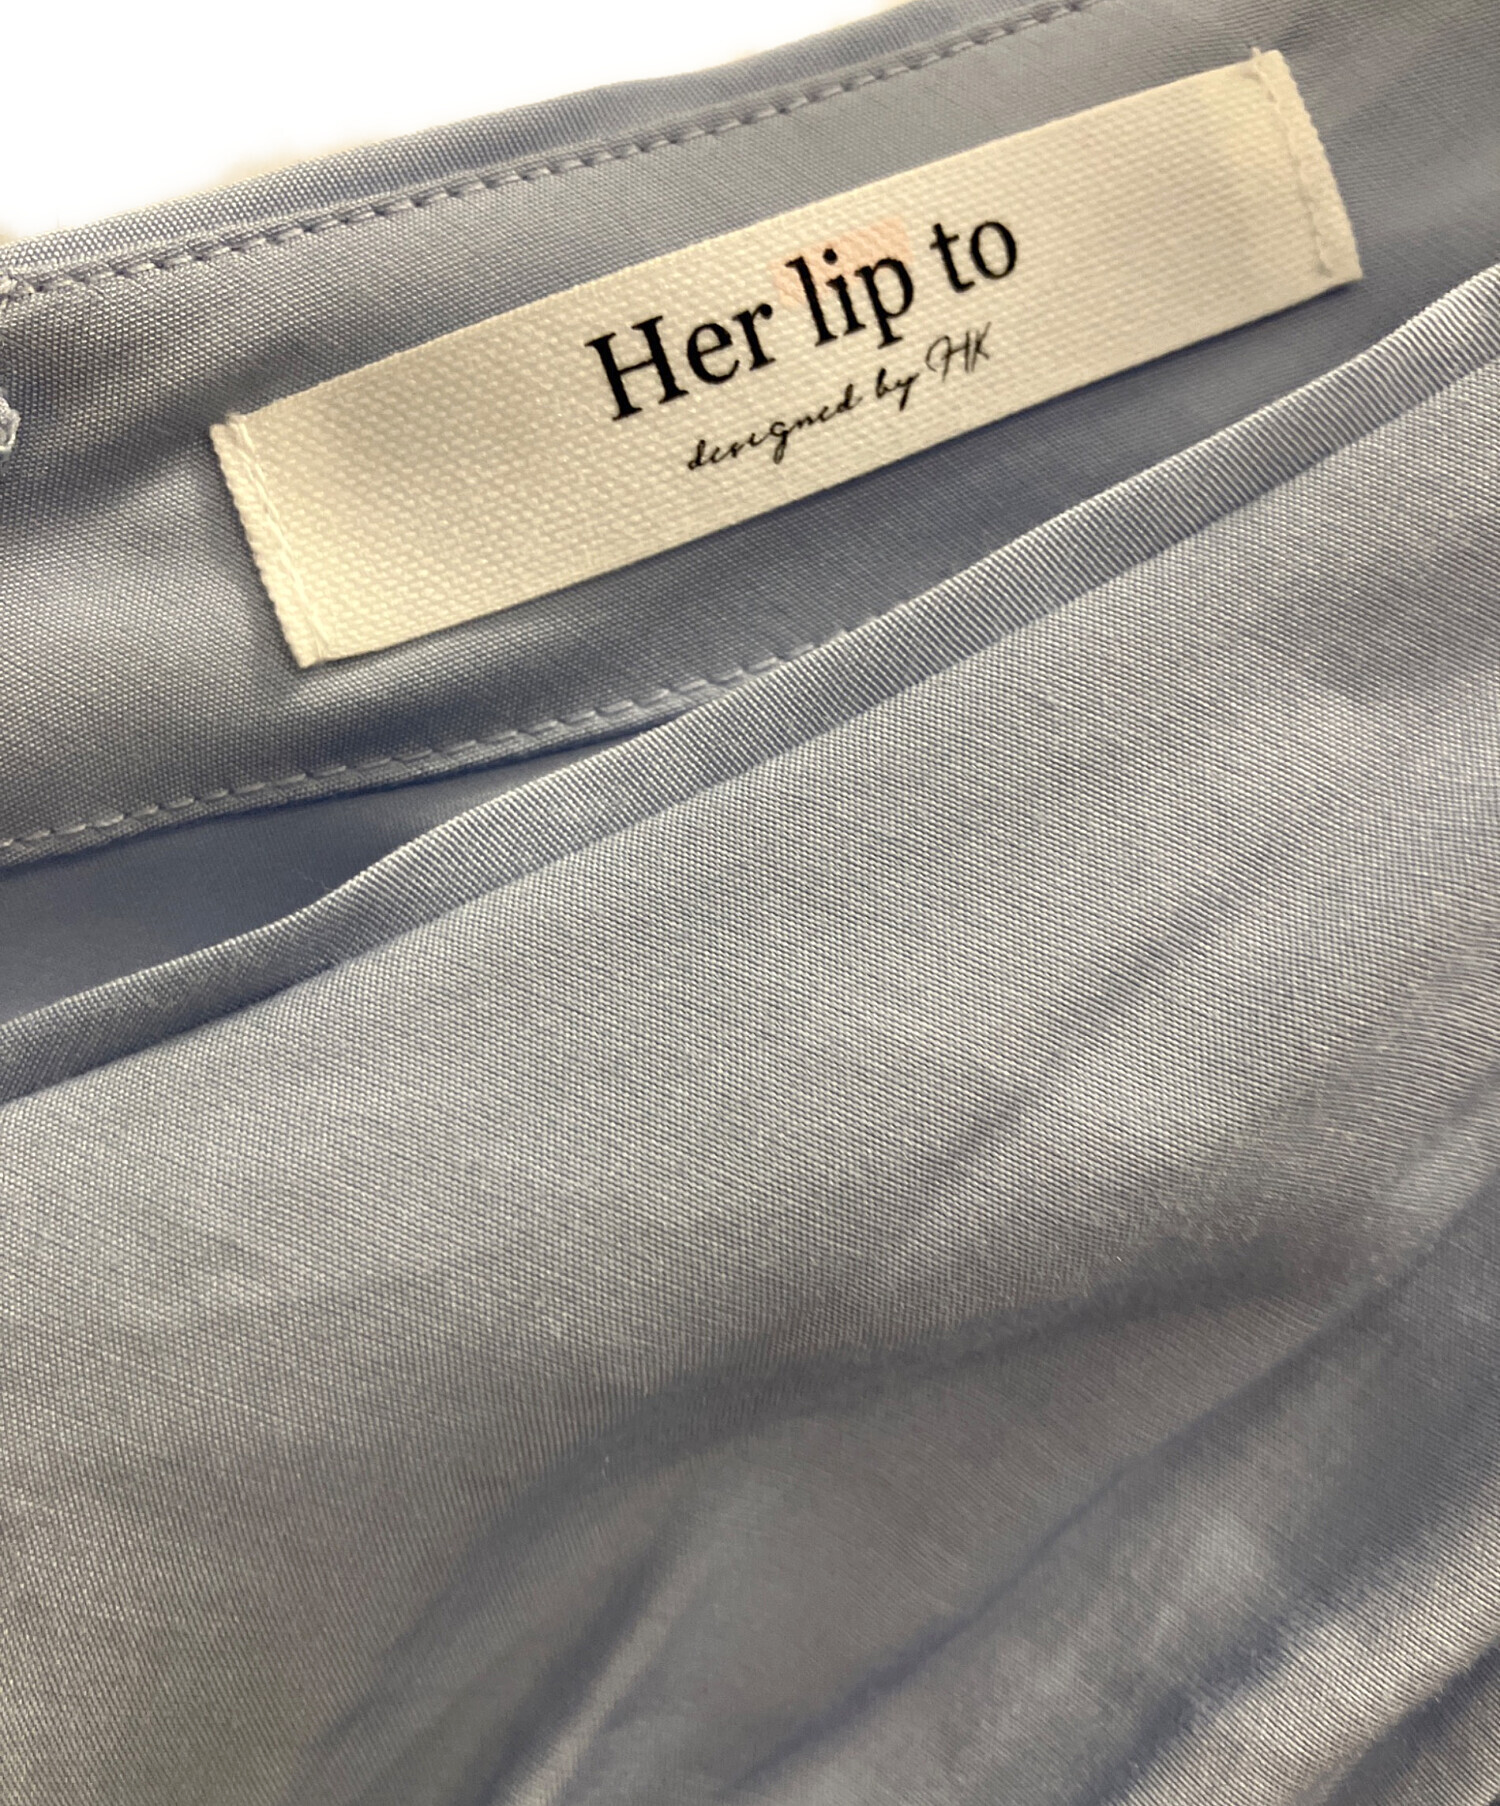 Her lip to
designed by HK